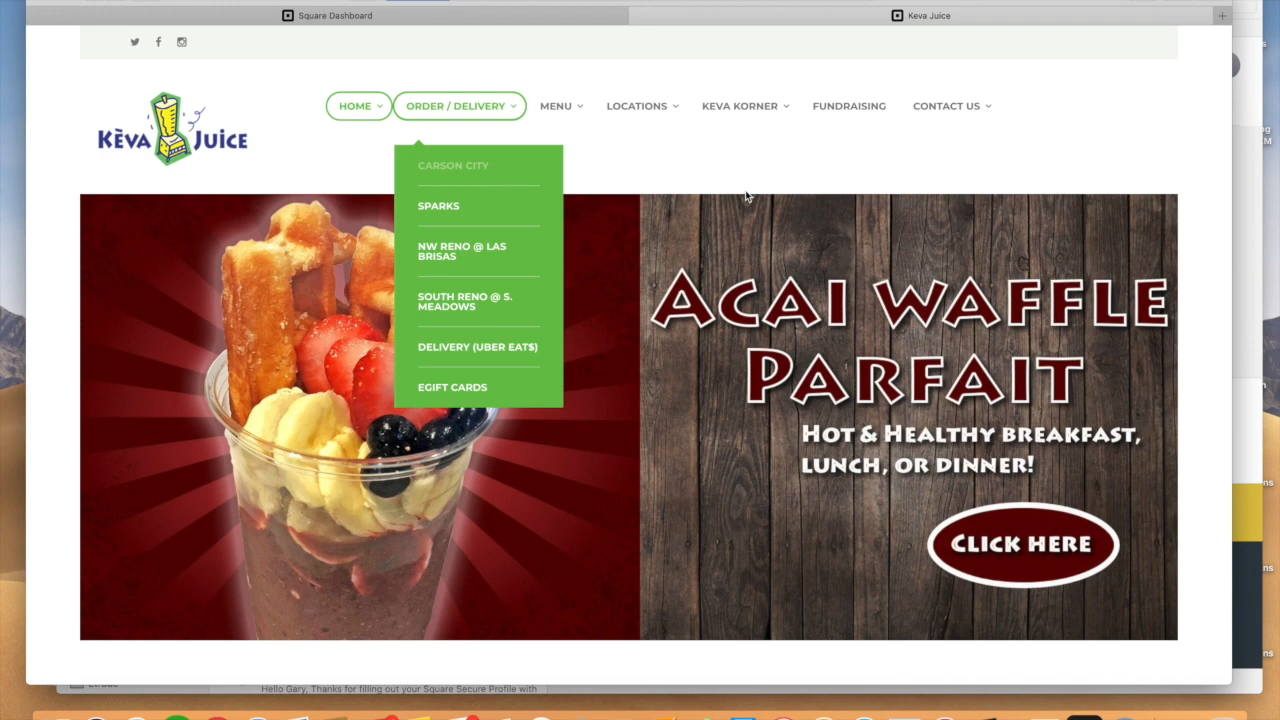 Square Dashboard
Keva Juice
KÈVA JUICE
HOME
ORDER / DELIVERY
MENU
LOCATIONS
KEVA KORNER
FUNDRAISING
CONTACT US
CARSON CITY
SPARKS
NW RENO @ LAS
BRISAS
SOUTH RENO @ S.
MEADOWS
DELIVERY (UBER EATS)
EGIFT CARDS
ACAI WAFFLE
PARFAIT
HOT & HEALTHY BREAKFAST,
LUNCH, OR DINNER!
CLICK HERE
Hello Gary, Thanks for filling out your Square Secure Profile with